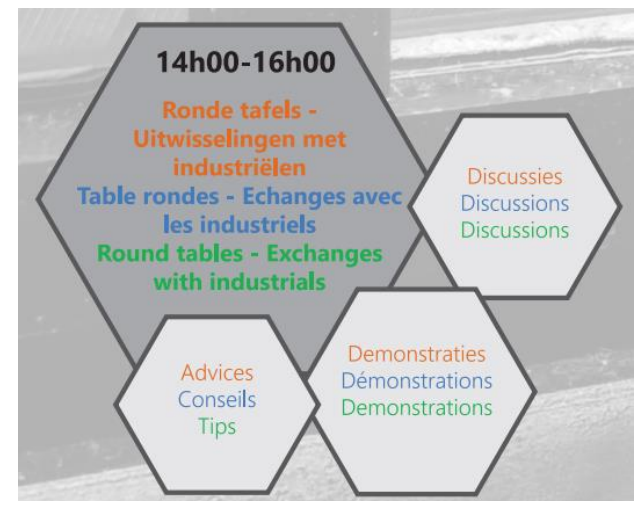 14h00-16h00
Ronde tafels -
Uitwisselingen met
industriëlen
Table rondes - Echanges avec
les industriels
Round tables - Exchanges
with industrials
Discussies
Discussions
Discussions
Demonstraties
Démonstrations
Demonstrations
Advices
Conseils
Tips